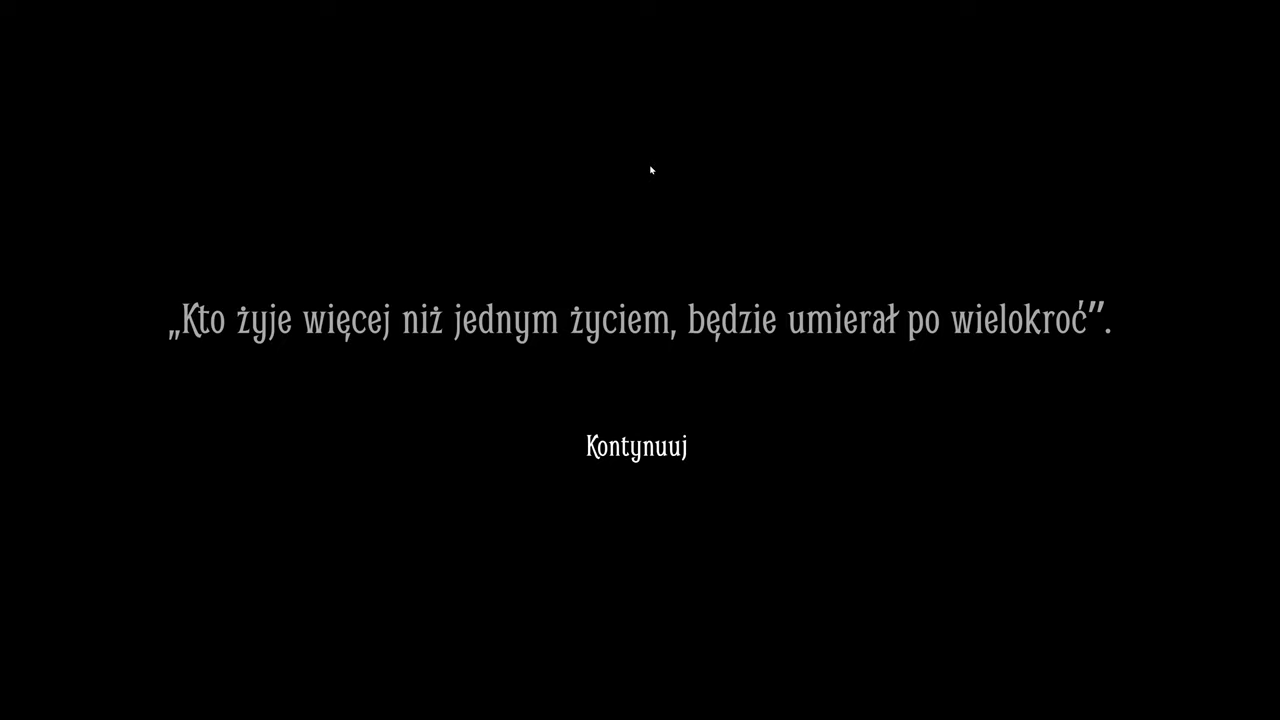 „Kto żyje więcej niż jednym życiem, będzie umierał po wielokroć”.
Kontynuuj